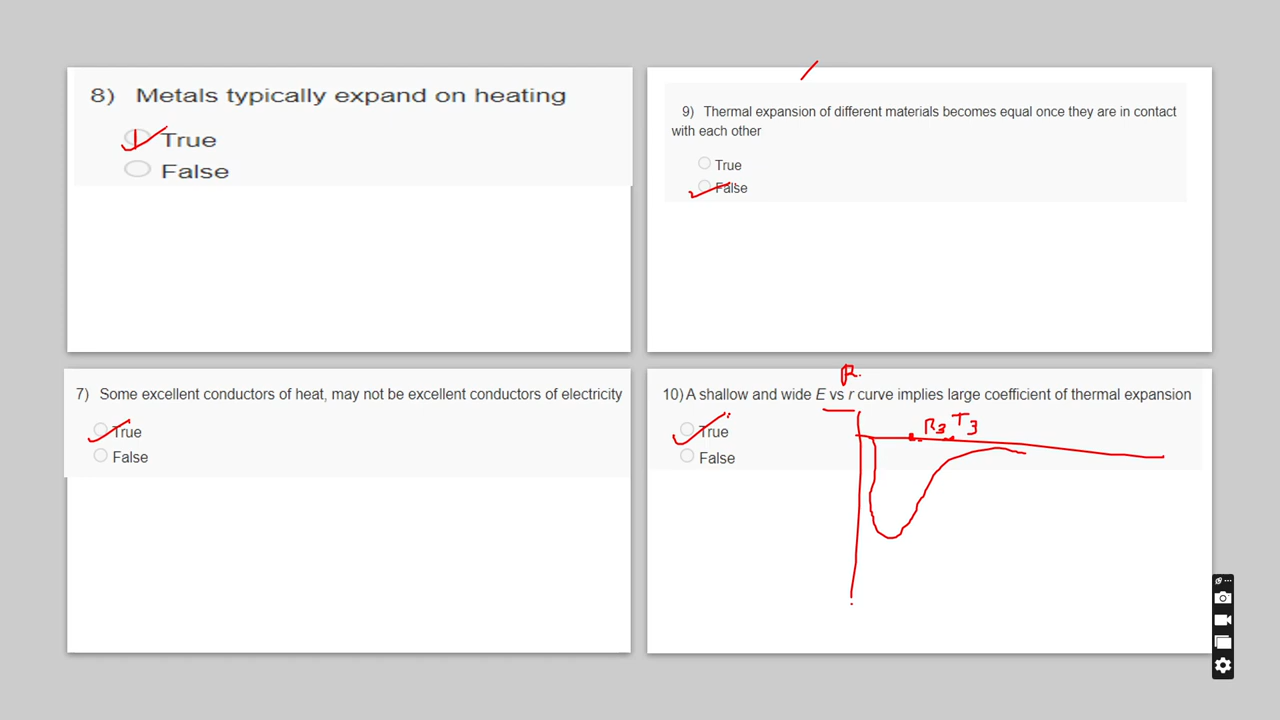 8) Metals typically expand on heating
True
False
9) Thermal expansion of different materials becomes equal once they are in contact
with each other
True
False
7) Some excellent conductors of heat, may not be excellent conductors of electricity
True
False
R.
10) A shallow and wide E vs r curve implies large coefficient of thermal expansion
True
False
R3 T3